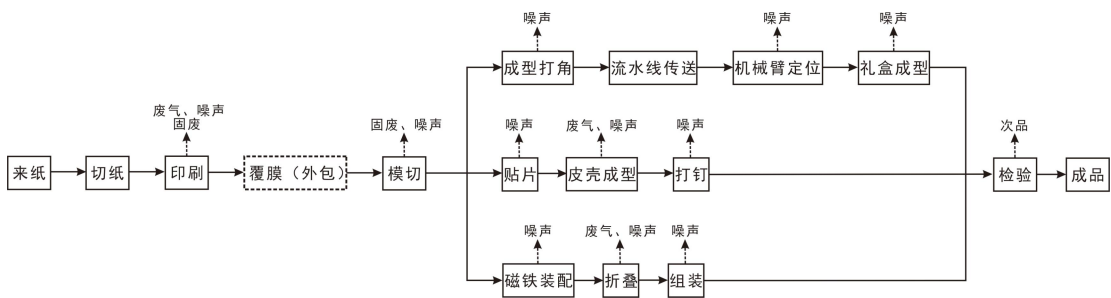 噪声
噪声
噪声
成型打角
流水线传送
机械臂定位
礼盒成型
废气、噪声
固废
固废、噪声
噪声
废气、噪声
噪声
次品
来纸
切纸
印刷
覆膜（外包）
模切
贴片
皮壳成型
打钉
检验
成品
噪声
废气、噪声
噪声
磁铁装配
折叠
组装